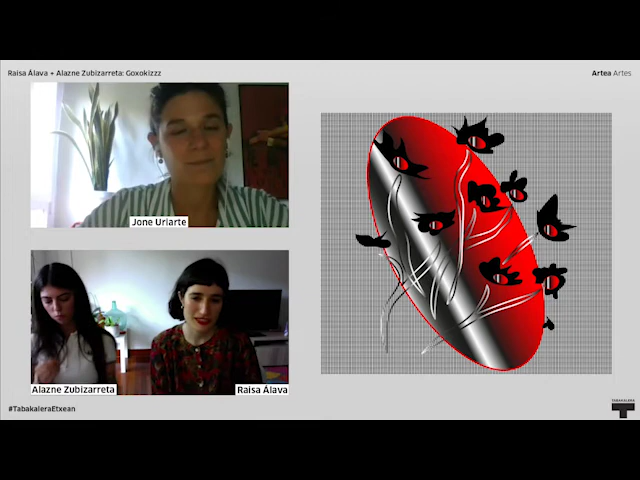 Raisa Álava + Alazne Zubizarreta: Goxokizzz
Artea Artes
Jone Uriarte
Alazne Zubizarreta
Raisa Álava
#TabakaleraEtxean
TABAKALERA